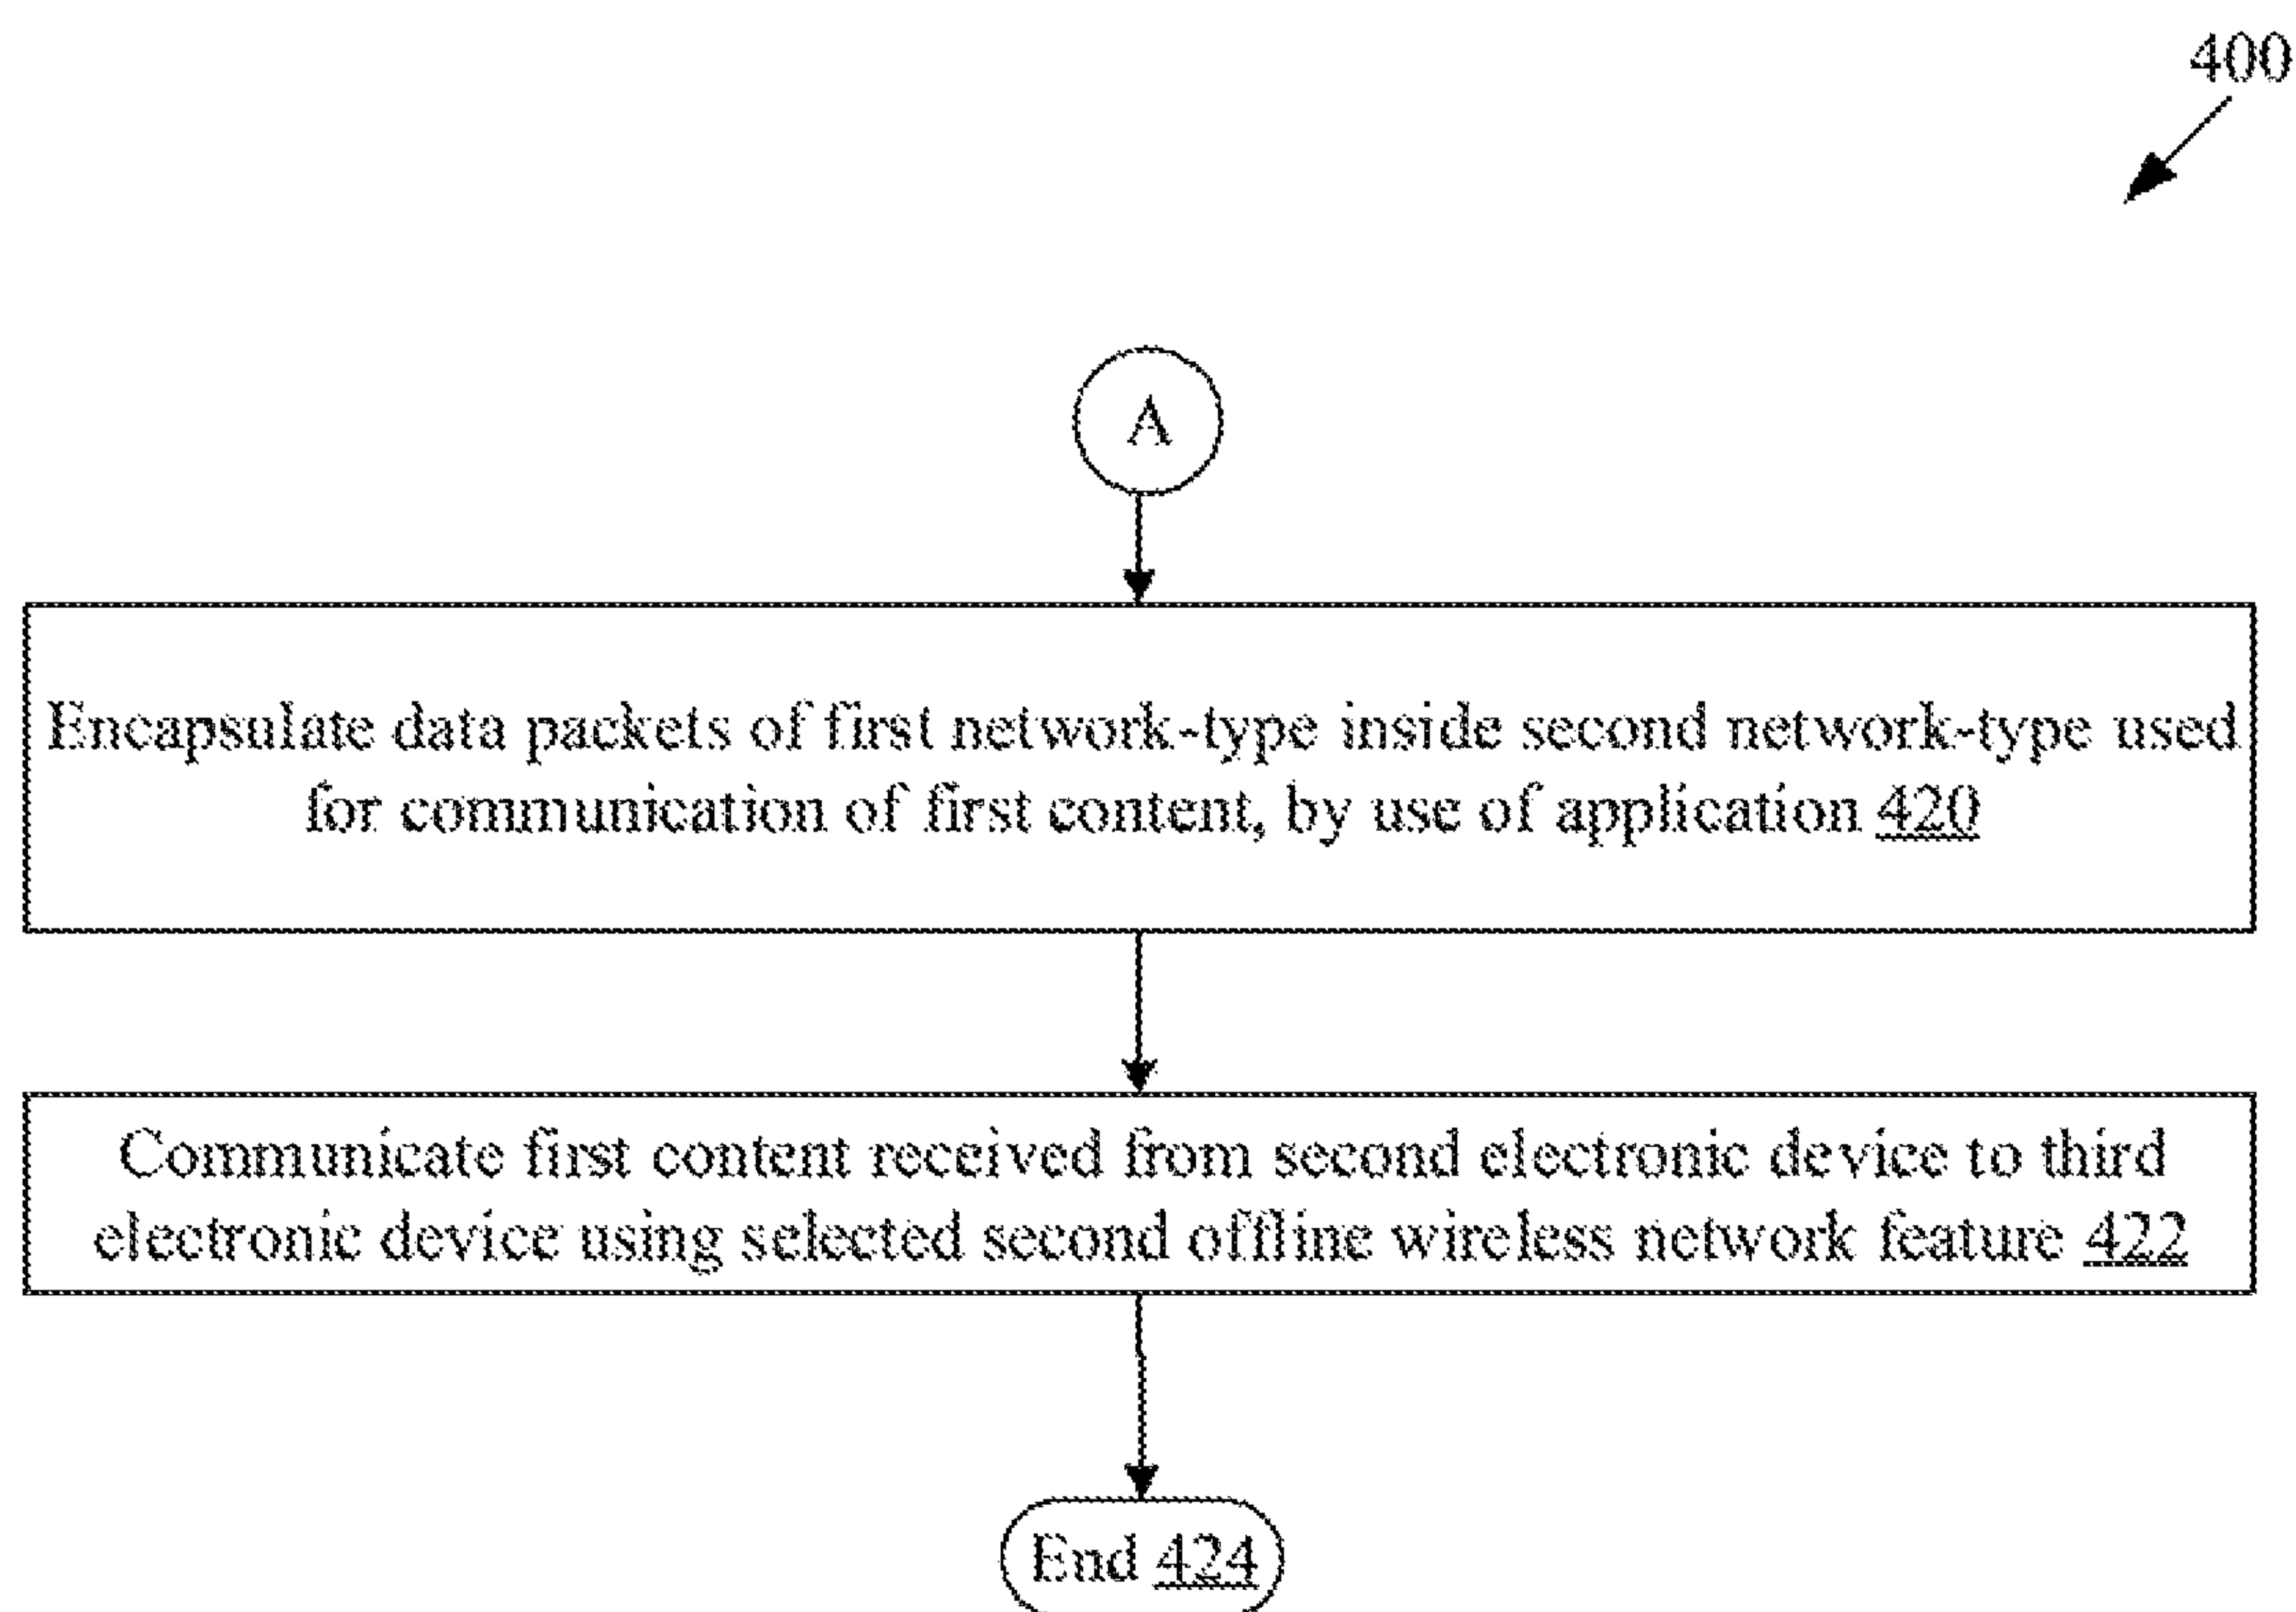 400
A
Encapsulate data packets of first network-type inside second network-type used
for communication of first content, by use of application 420
Communicate first content received from second electronic device to third
electronic device using selected second offline wireless network feature 422
End 424